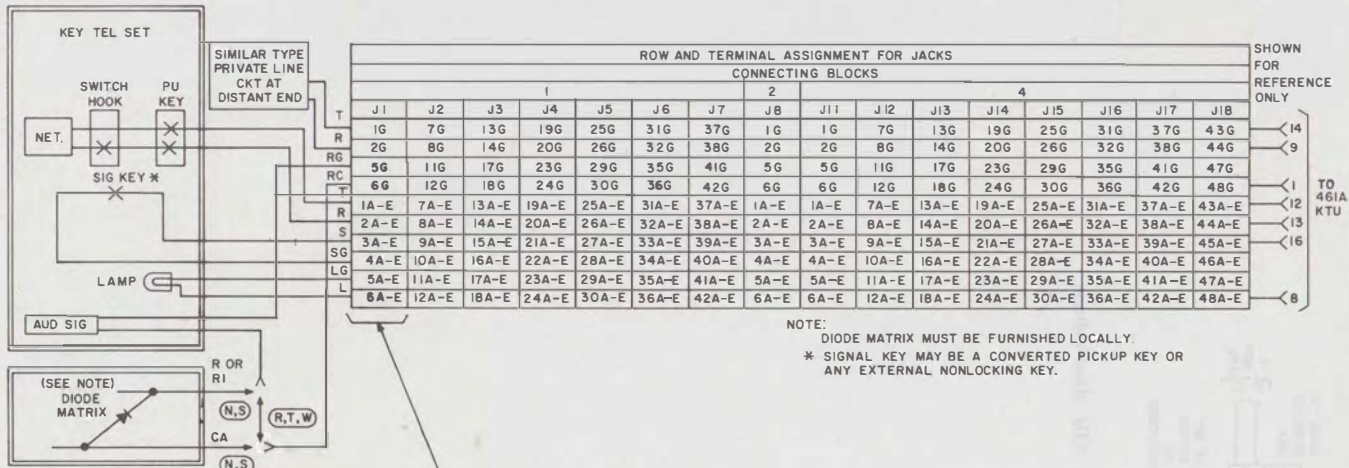 KEY TEL SET
SWITCH HOOK
PU KEY
NET.
SIG KEY *
LAMP
AUD SIG
SIMILAR TYPE
PRIVATE LINE
CKT AT
DISTANT END
(SEE NOTE)
DIODE
MATRIX
R OR
RI
(N,S)
(R,T,W)
CA
(N,S)
ROW AND TERMINAL ASSIGNMENT FOR JACKS
CONNECTING BLOCKS
1 2 4
J1 J2 J3 J4 J5 J6 J7 J8 J11 J12 J13 J14 J15 J16 J17 J18
T 1G 7G 13G 19G 25G 31G 37G 1G 1G 7G 13G 19G 25G 31G 37G 43G 14
R 2G 8G 14G 20G 26G 32G 38G 2G 2G 8G 14G 20G 26G 32G 38G 44G 9
RG 5G 11G 17G 23G 29G 35G 41G 5G 5G 11G 17G 23G 29G 35G 41G 47G
RC 6G 12G 18G 24G 30G 36G 42G 6G 6G 12G 18G 24G 30G 36G 42G 48G 1
T 1A-E 7A-E 13A-E 19A-E 25A-E 31A-E 37A-E 1A-E 1A-E 7A-E 13A-E 19A-E 25A-E 31A-E 37A-E 43A-E 12
R 2A-E 8A-E 14A-E 20A-E 26A-E 32A-E 38A-E 2A-E 2A-E 8A-E 14A-E 20A-E 26A-E 32A-E 38A-E 44A-E 13
S 3A-E 9A-E 15A-E 21A-E 27A-E 33A-E 39A-E 3A-E 3A-E 9A-E 15A-E 21A-E 27A-E 33A-E 39A-E 45A-E 16
SG 4A-E 10A-E 16A-E 22A-E 28A-E 34A-E 40A-E 4A-E 4A-E 10A-E 16A-E 22A-E 28A-E 34A-E 40A-E 46A-E
LG 5A-E 11A-E 17A-E 23A-E 29A-E 35A-E 41A-E 5A-E 5A-E 11A-E 17A-E 23A-E 29A-E 35A-E 41A-E 47A-E
L 6A-E 12A-E 18A-E 24A-E 30A-E 36A-E 42A-E 6A-E 6A-E 12A-E 18A-E 24A-E 30A-E 36A-E 42A-E 48A-E 8
SHOWN
FOR
REFERENCE
ONLY
TO
461A
KTU
NOTE:
DIODE MATRIX MUST BE FURNISHED LOCALLY.
* SIGNAL KEY MAY BE A CONVERTED PICKUP KEY OR
ANY EXTERNAL NONLOCKING KEY.